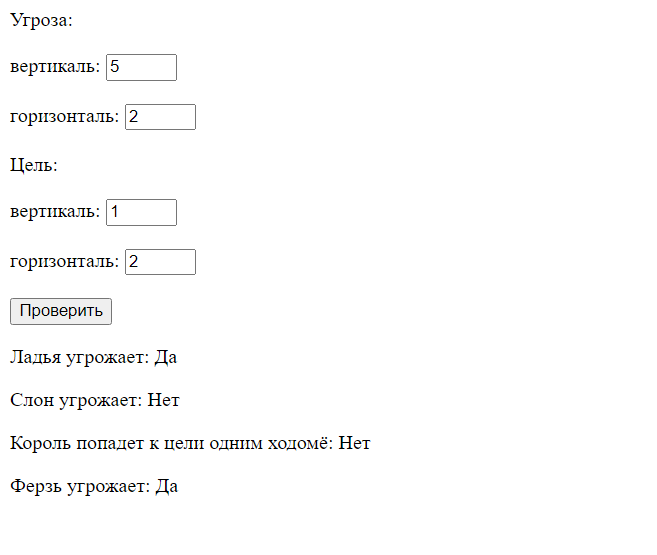 Угроза:
вертикаль: 5
горизонталь: 2
Цель:
вертикаль: 1
горизонталь: 2
Проверить
Ладья угрожает: Да
Слон угрожает: Нет
Король попадет к цели одним ходомё: Нет
Ферзь угрожает: Да